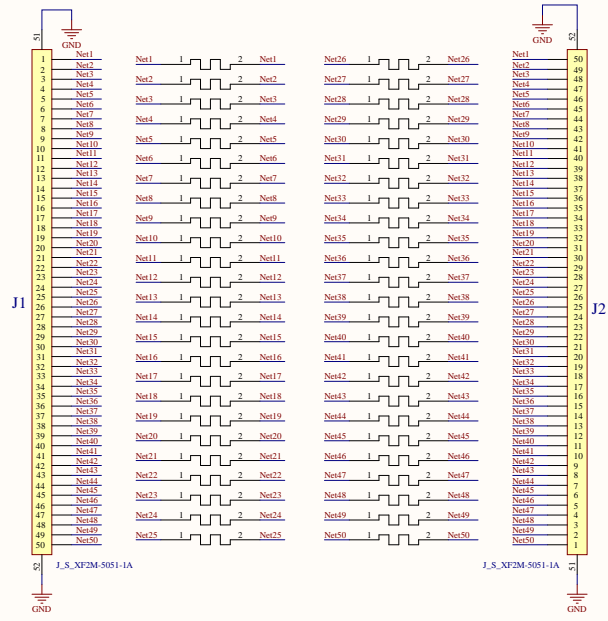 51
GND
J1
1 Net1
2 Net2
3 Net3
4 Net4
5 Net5
6 Net6
7 Net7
8 Net8
9 Net9
10 Net10
11 Net11
12 Net12
13 Net13
14 Net14
15 Net15
16 Net16
17 Net17
18 Net18
19 Net19
20 Net20
21 Net21
22 Net22
23 Net23
24 Net24
25 Net25
26 Net26
27 Net27
28 Net28
29 Net29
30 Net30
31 Net31
32 Net32
33 Net33
34 Net34
35 Net35
36 Net36
37 Net37
38 Net38
39 Net39
40 Net40
41 Net41
42 Net42
43 Net43
44 Net44
45 Net45
46 Net46
47 Net47
48 Net48
49 Net49
50 Net50
52
J_S_XF2M-5051-1A
GND
Net1 1 2 Net1
Net2 1 2 Net2
Net3 1 2 Net3
Net4 1 2 Net4
Net5 1 2 Net5
Net6 1 2 Net6
Net7 1 2 Net7
Net8 1 2 Net8
Net9 1 2 Net9
Net10 1 2 Net10
Net11 1 2 Net11
Net12 1 2 Net12
Net13 1 2 Net13
Net14 1 2 Net14
Net15 1 2 Net15
Net16 1 2 Net16
Net17 1 2 Net17
Net18 1 2 Net18
Net19 1 2 Net19
Net20 1 2 Net20
Net21 1 2 Net21
Net22 1 2 Net22
Net23 1 2 Net23
Net24 1 2 Net24
Net25 1 2 Net25
Net26 1 2 Net26
Net27 1 2 Net27
Net28 1 2 Net28
Net29 1 2 Net29
Net30 1 2 Net30
Net31 1 2 Net31
Net32 1 2 Net32
Net33 1 2 Net33
Net34 1 2 Net34
Net35 1 2 Net35
Net36 1 2 Net36
Net37 1 2 Net37
Net38 1 2 Net38
Net39 1 2 Net39
Net40 1 2 Net40
Net41 1 2 Net41
Net42 1 2 Net42
Net43 1 2 Net43
Net44 1 2 Net44
Net45 1 2 Net45
Net46 1 2 Net46
Net47 1 2 Net47
Net48 1 2 Net48
Net49 1 2 Net49
Net50 1 2 Net50
52
GND
Net1 50
Net2 49
Net3 48
Net4 47
Net5 46
Net6 45
Net7 44
Net8 43
Net9 42
Net10 41
Net11 40
Net12 39
Net13 38
Net14 37
Net15 36
Net16 35
Net17 34
Net18 33
Net19 32
Net20 31
Net21 30
Net22 29
Net23 28
Net24 27
Net25 26
Net26 25
Net27 24
Net28 23
Net29 22
Net30 21
Net31 20
Net32 19
Net33 18
Net34 17
Net35 16
Net36 15
Net37 14
Net38 13
Net39 12
Net40 11
Net41 10
Net42 9
Net43 8
Net44 7
Net45 6
Net46 5
Net47 4
Net48 3
Net49 2
Net50 1
J2
J_S_XF2M-5051-1A
51
GND